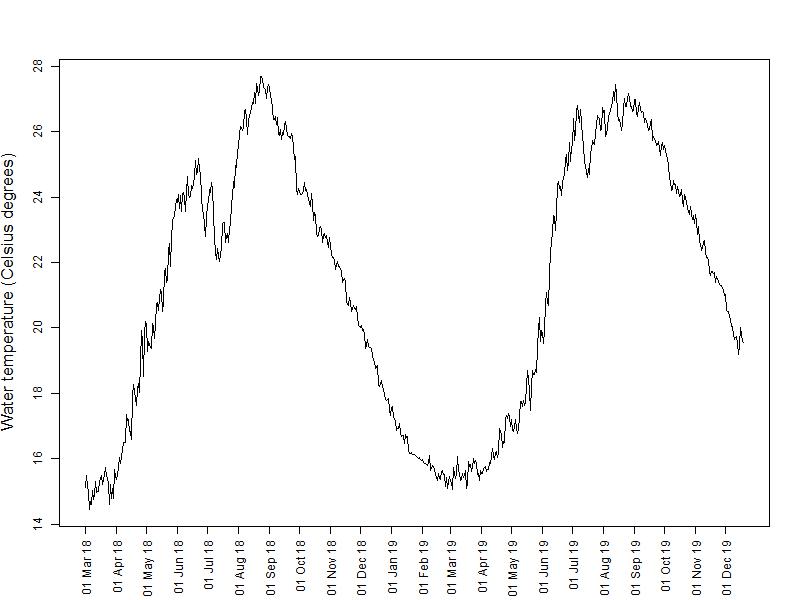 Water temperature (Celsius degrees)
28
26
24
22
20
18
16
14
01 Mar 18
01 Apr 18
01 May 18
01 Jun 18
01 Jul 18
01 Aug 18
01 Sep 18
01 Oct 18
01 Nov 18
01 Dec 18
01 Jan 19
01 Feb 19
01 Mar 19
01 Apr 19
01 May 19
01 Jun 19
01 Jul 19
01 Aug 19
01 Sep 19
01 Oct 19
01 Nov 19
01 Dec 19